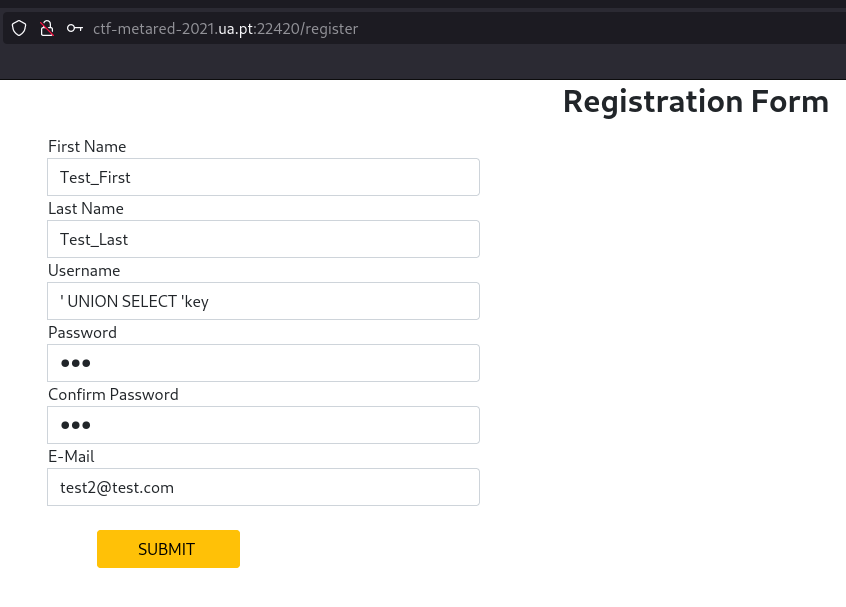 ctf-metared-2021.ua.pt:22420/register
Registration Form
First Name
Test_First
Last Name
Test_Last
Username
' UNION SELECT 'key
Password
●●●
Confirm Password
●●●
E-Mail
test2@test.com
SUBMIT